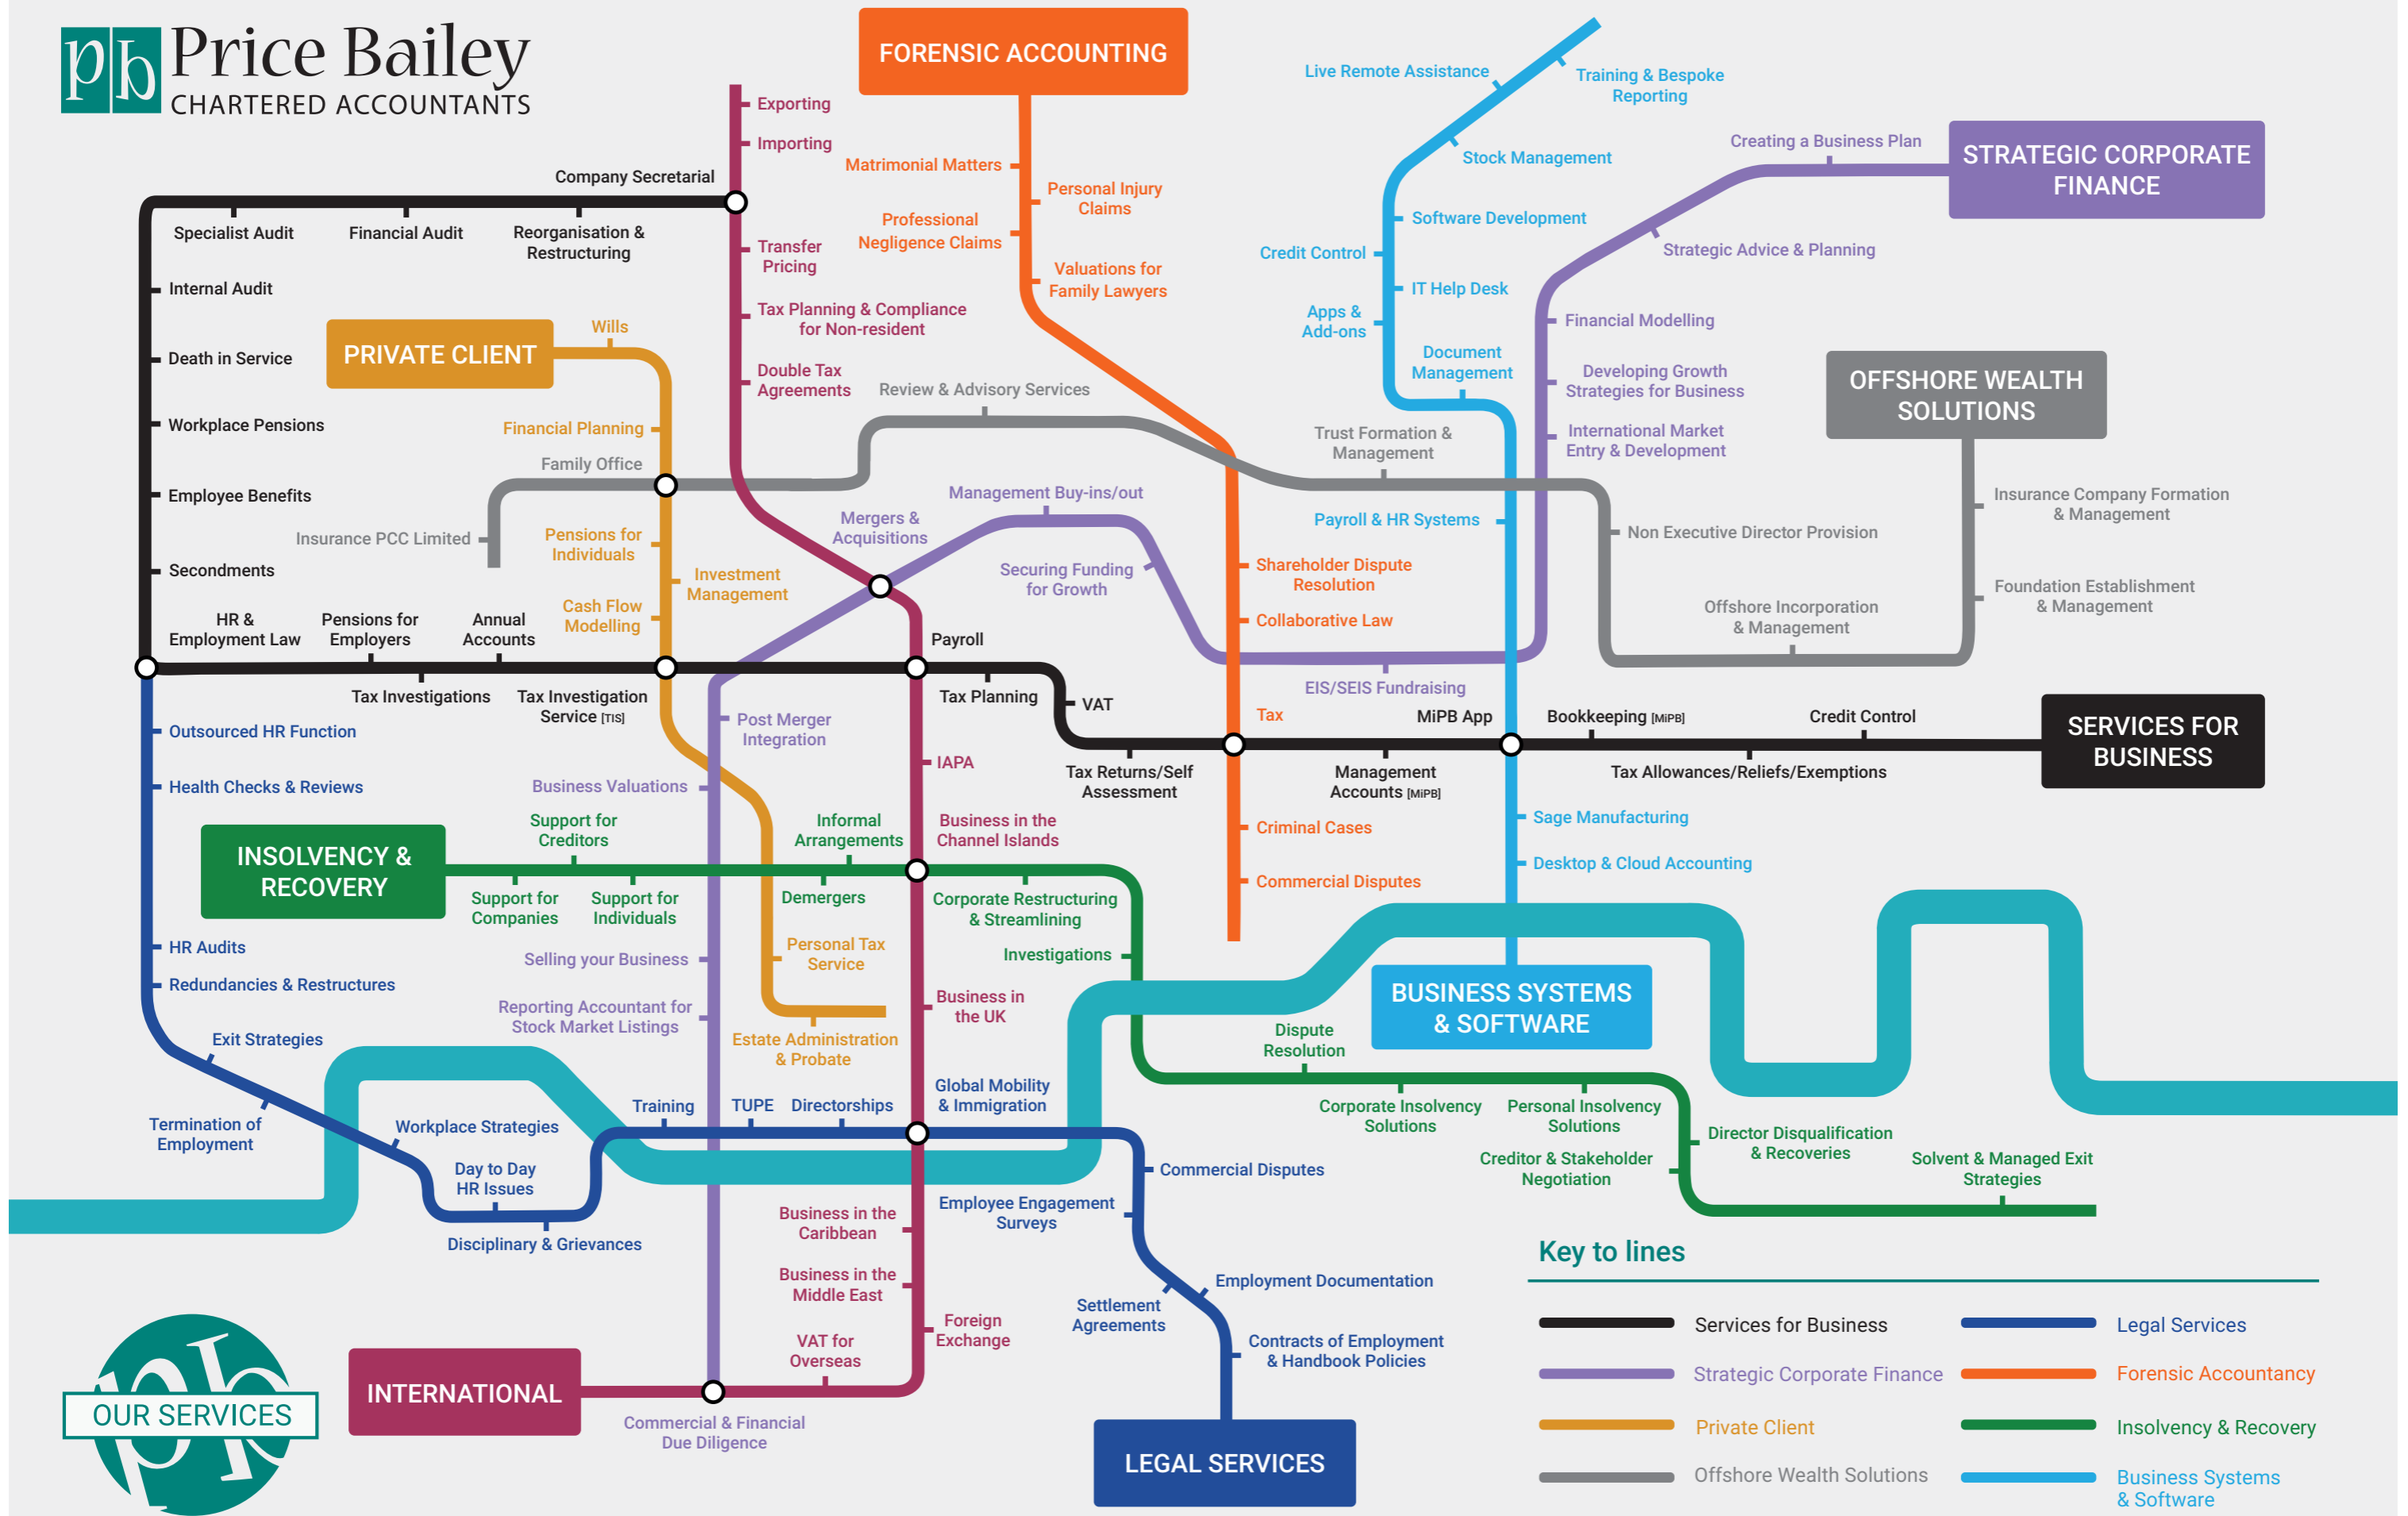 pb Price Bailey
CHARTERED ACCOUNTANTS
FORENSIC ACCOUNTING
Live Remote Assistance
Training & Bespoke
Reporting
Stock Management
Creating a Business Plan
STRATEGIC CORPORATE
FINANCE
Strategic Advice & Planning
Exporting
Importing
Company Secretarial
Specialist Audit
Financial Audit
Reorganisation &
Restructuring
Transfer
Pricing
Tax Planning & Compliance
for Non-resident
Double Tax
Agreements
Matrimonial Matters
Personal Injury
Claims
Professional
Negligence Claims
Valuations for
Family Lawyers
Software Development
Credit Control
IT Help Desk
Apps &
Add-ons
Document
Management
Financial Modelling
Developing Growth
Strategies for Business
International Market
Entry & Development
OFFSHORE WEALTH
SOLUTIONS
Internal Audit
Death in Service
Workplace Pensions
Employee Benefits
Secondments
HR &
Employment Law
Pensions for
Employers
Annual
Accounts
PRIVATE CLIENT
Wills
Financial Planning
Family Office
Insurance PCC Limited
Pensions for
Individuals
Investment
Management
Cash Flow
Modelling
Review & Advisory Services
Trust Formation &
Management
Management Buy-ins/out
Mergers &
Acquisitions
Securing Funding
for Growth
Payroll & HR Systems
Shareholder Dispute
Resolution
Collaborative Law
Non Executive Director Provision
Insurance Company Formation
& Management
Foundation Establishment
& Management
Offshore Incorporation
& Management
Payroll
Tax Investigations
Tax Investigation
Service [TIS]
Tax Planning
VAT
EIS/SEIS Fundraising
Tax
MiPB App
Bookkeeping [MiPB]
Credit Control
SERVICES FOR
BUSINESS
Tax Returns/Self
Assessment
Management
Accounts [MiPB]
Tax Allowances/Reliefs/Exemptions
Outsourced HR Function
Health Checks & Reviews
Post Merger
Integration
Business Valuations
IAPA
Business in the
Channel Islands
Criminal Cases
Commercial Disputes
Sage Manufacturing
Desktop & Cloud Accounting
INSOLVENCY &
RECOVERY
Support for
Creditors
Informal
Arrangements
Support for
Companies
Support for
Individuals
Demergers
Corporate Restructuring
& Streamlining
Investigations
HR Audits
Redundancies & Restructures
Selling your Business
Personal Tax
Service
Reporting Accountant for
Stock Market Listings
Estate Administration
& Probate
Business in
the UK
BUSINESS SYSTEMS
& SOFTWARE
Dispute
Resolution
Corporate Insolvency
Solutions
Personal Insolvency
Solutions
Director Disqualification
& Recoveries
Creditor & Stakeholder
Negotiation
Solvent & Managed Exit
Strategies
Exit Strategies
Termination of
Employment
Workplace Strategies
Day to Day
HR Issues
Disciplinary & Grievances
Training
TUPE
Directorships
Global Mobility
& Immigration
Commercial Disputes
Employee Engagement
Surveys
Employment Documentation
Settlement
Agreements
Contracts of Employment
& Handbook Policies
LEGAL SERVICES
Business in the
Caribbean
Business in the
Middle East
Foreign
Exchange
VAT for
Overseas
INTERNATIONAL
Commercial & Financial
Due Diligence
pb
OUR SERVICES
Key to lines
Services for Business
Legal Services
Strategic Corporate Finance
Forensic Accountancy
Private Client
Insolvency & Recovery
Offshore Wealth Solutions
Business Systems
& Software